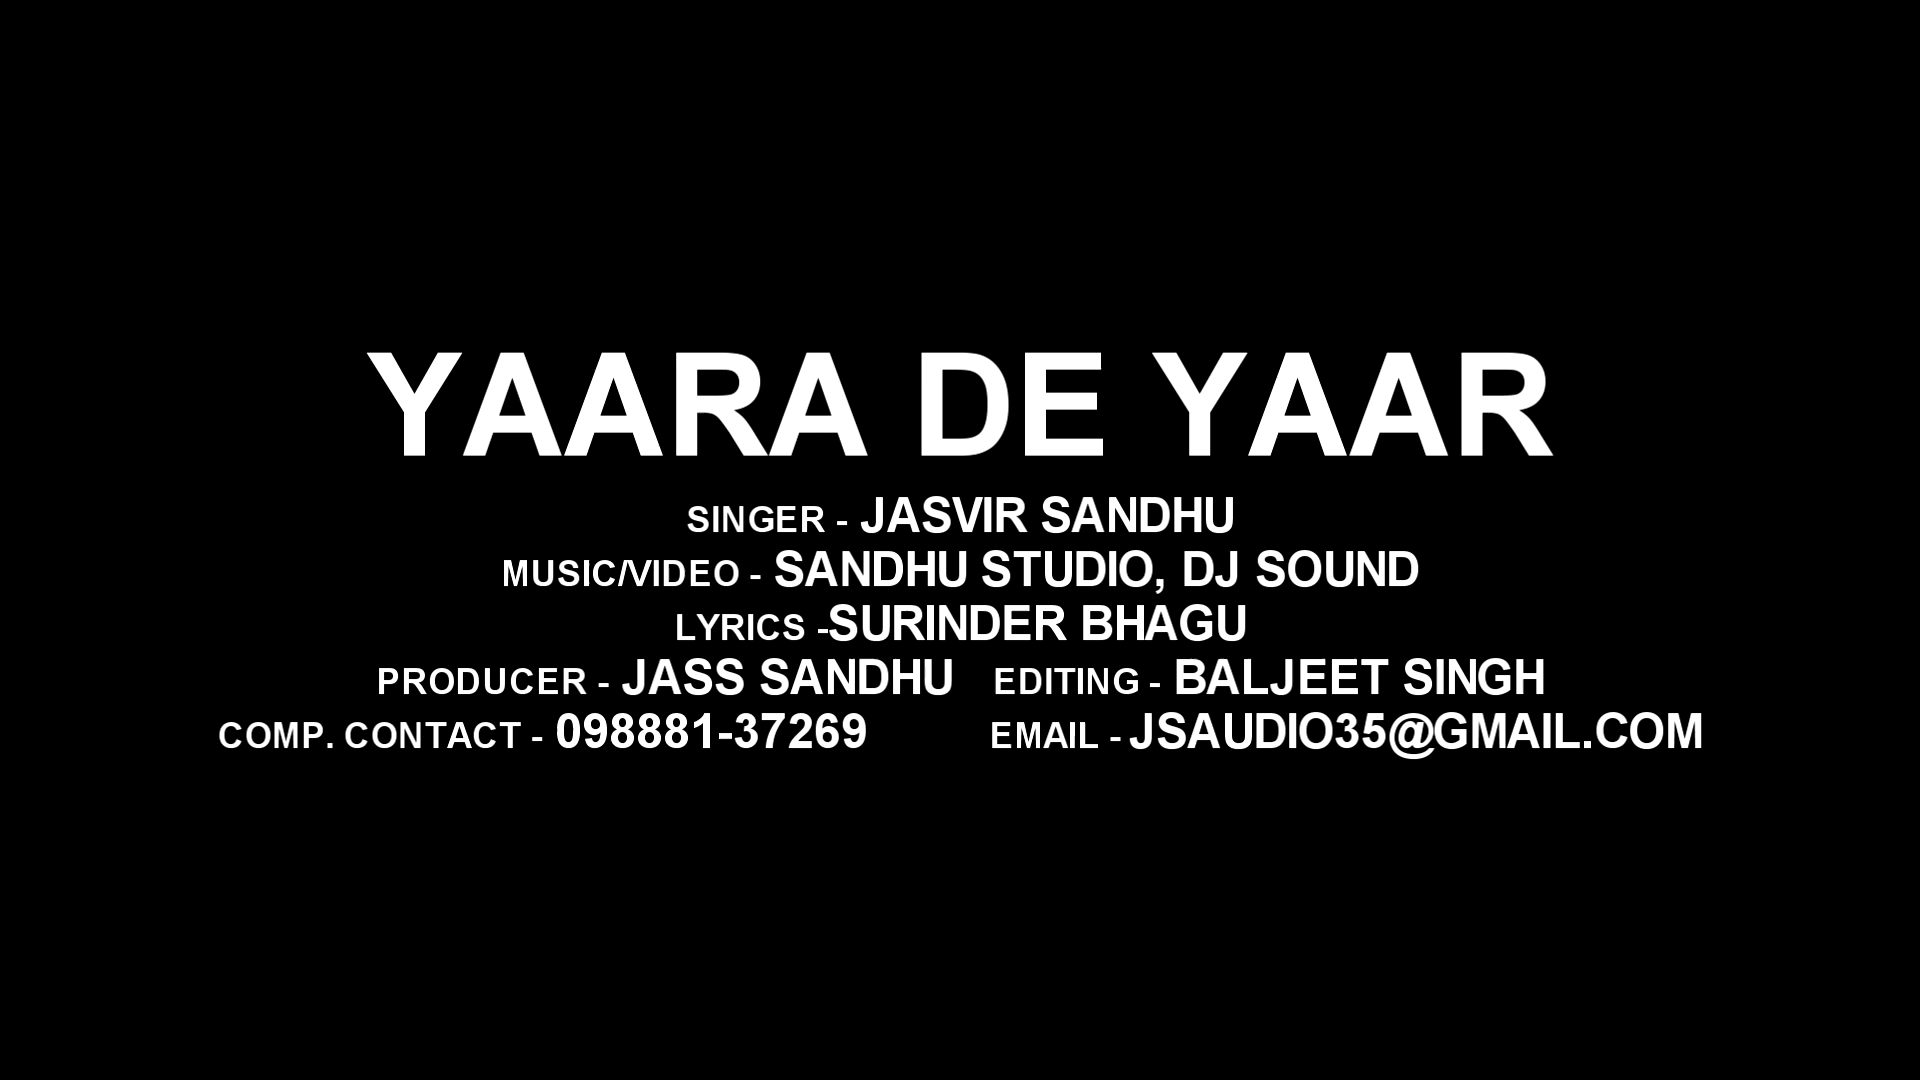 YAARA DE YAAR
SINGER - JASVIR SANDHU
MUSIC/VIDEO - SANDHU STUDIO, DJ SOUND
LYRICS -SURINDER BHAGU
PRODUCER - JASS SANDHU EDITING - BALJEET SINGH
COMP. CONTACT - 098881-37269 EMAIL - JSAUDIO35@GMAIL.COM